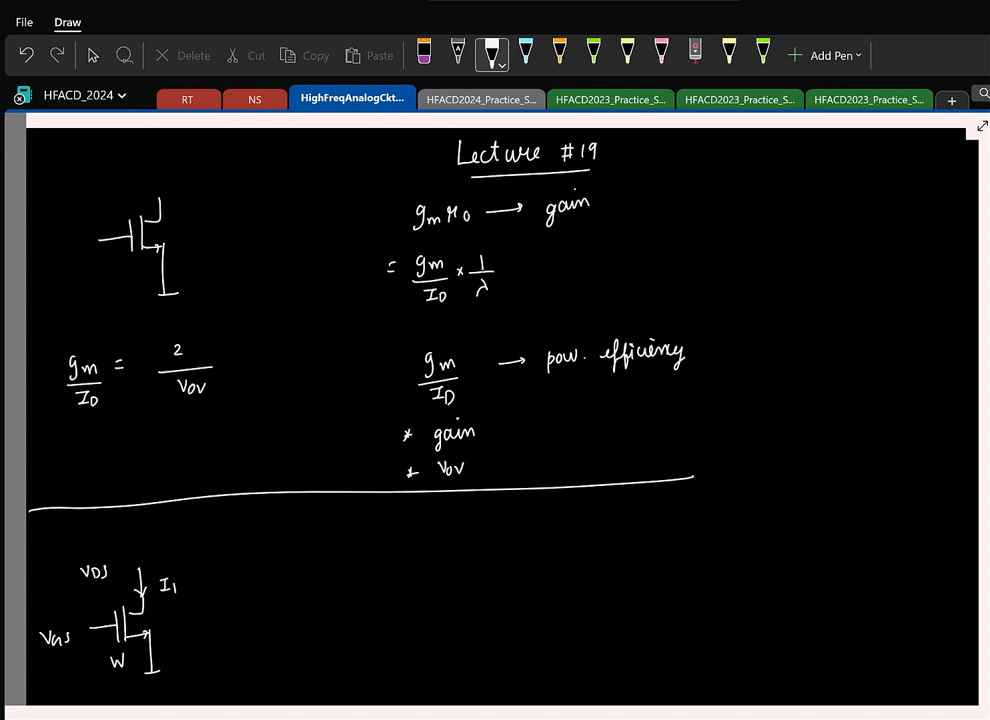 File Draw
Delete Cut Copy Paste A Add Pen
HFACD_2024 RT NS HighFreqAnalogCkt... HFACD2024_Practice_S... HFACD2023_Practice_S... HFACD2023_Practice_S... HFACD2023_Practice_S... +
Lecture #19
gm r0 → gain
= gm/ID * 1/λ
gm/ID = 2/VOV
gm/ID → pow. efficiency
* gain
* VOV
VDS I1
VGS
W